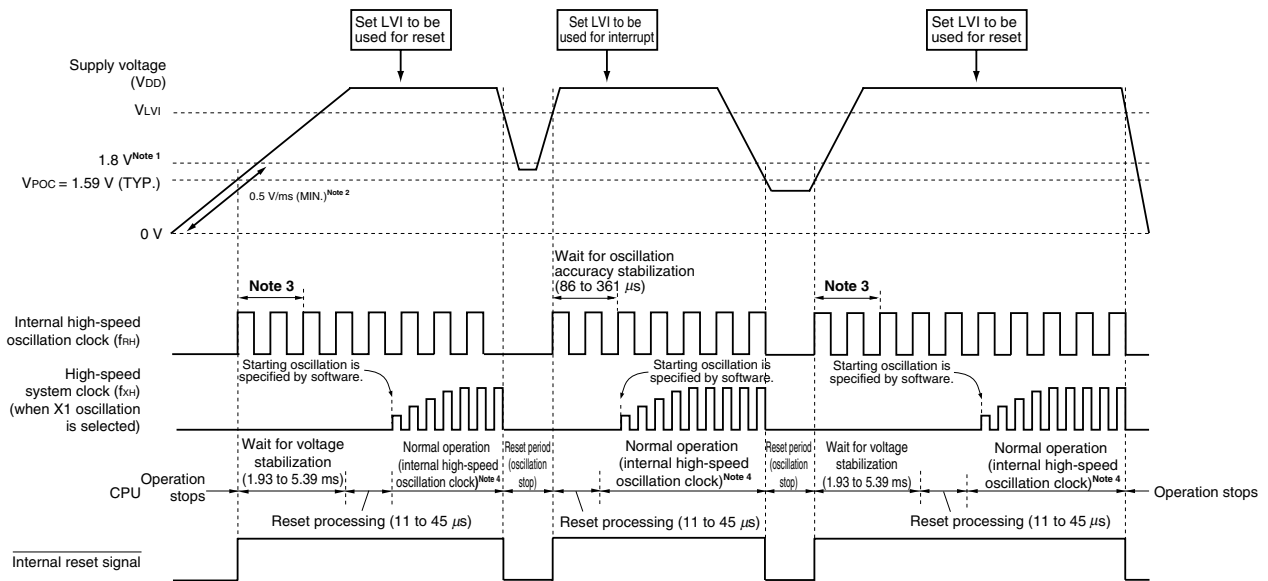 Set LVI to be
used for reset
Set LVI to be
used for interrupt
Set LVI to be
used for reset
Supply voltage
(VDD)
VLVI
1.8 V Note 1
VPOC = 1.59 V (TYP.)
0.5 V/ms (MIN.) Note 2
0 V
Wait for oscillation
accuracy stabilization
(86 to 361 μs)
Note 3
Note 3
Internal high-speed
oscillation clock (fRH)
Starting oscillation is
specified by software.
Starting oscillation is
specified by software.
Starting oscillation is
specified by software.
High-speed
system clock (fXH)
(when X1 oscillation
is selected)
Wait for voltage
stabilization
(1.93 to 5.39 ms)
Normal operation
(internal high-speed
oscillation clock) Note 4
Reset period
(oscillation
stop)
Normal operation
(internal high-speed
oscillation clock) Note 4
Reset period
(oscillation
stop)
Wait for voltage
stabilization
(1.93 to 5.39 ms)
Normal operation
(internal high-speed
oscillation clock) Note 4
CPU
Operation
stops
Operation stops
Reset processing (11 to 45 μs)
Reset processing (11 to 45 μs)
Reset processing (11 to 45 μs)
Internal reset signal